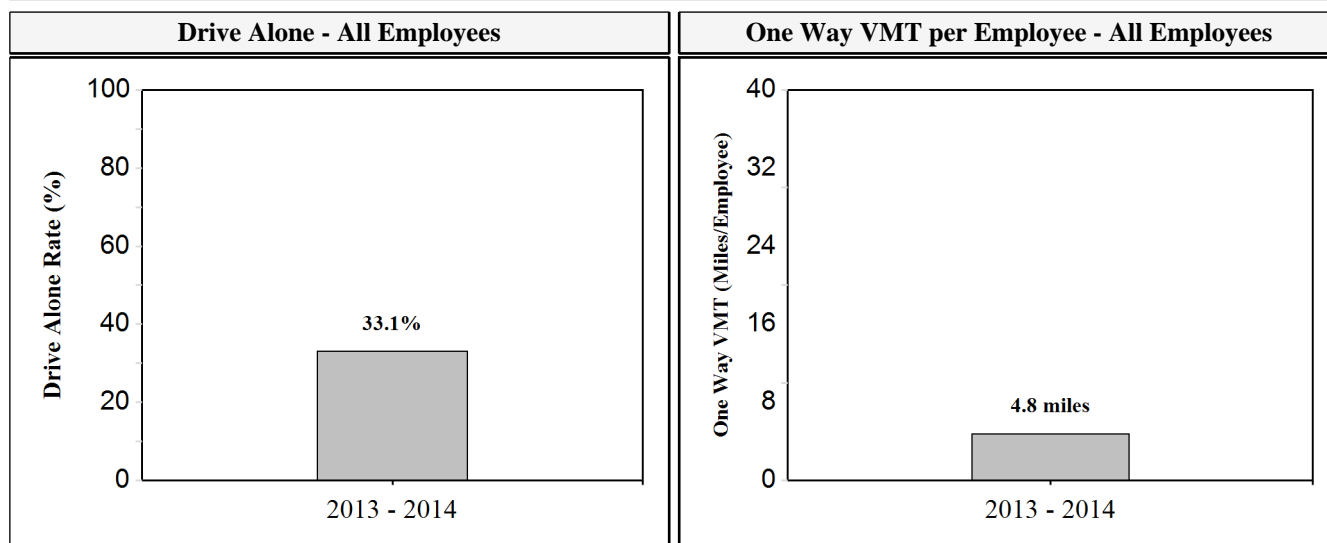 Drive Alone - All Employees
Drive Alone Rate (%)
100
80
60
40
20
0
33.1%
2013 - 2014
One Way VMT per Employee - All Employees
One Way VMT (Miles/Employee)
40
32
24
16
8
0
4.8 miles
2013 - 2014